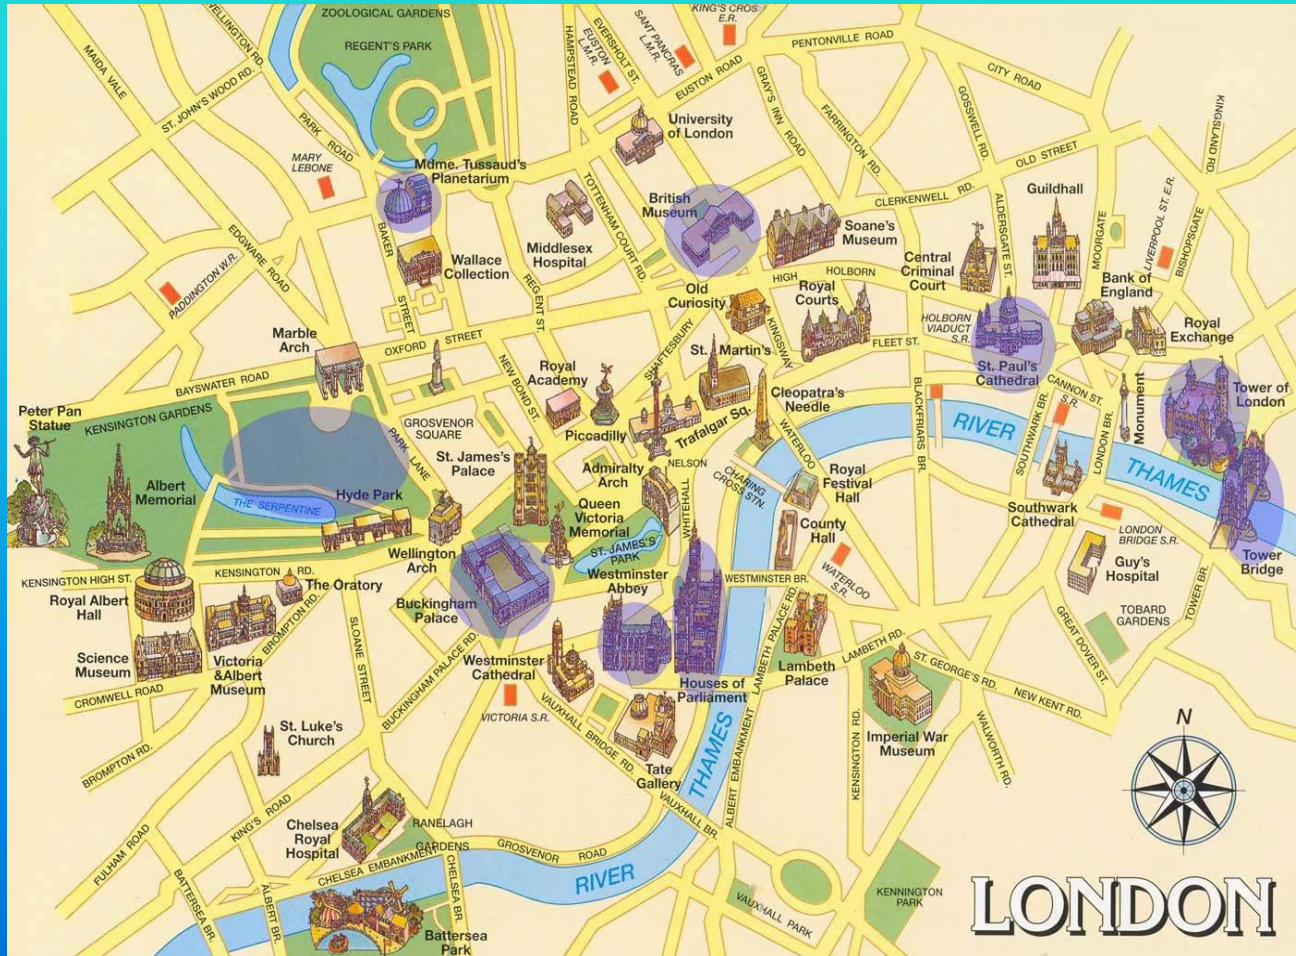 ZOOLOGICAL GARDENS
REGENT'S PARK
WELLINGTON RD.
MAIDA VALE
ST. JOHN'S WOOD RD.
PARK ROAD
MARY
LEBONE
HAMPSTEAD ROAD
EVERSHOLT ST.
EUSTON
L.M.R.
SANT PANCRAS
L.M.R.
KING'S CROS
E.R.
EUSTON ROAD
PENTONVILLE ROAD
GRAY'S INN ROAD
FARRINGTON RD.
CITY ROAD
GOSSWELL RD.
OLD STREET
KINGSLAND RD.
University
of London
Mdme. Tussaud's
Planetarium
BAKER
STREET
Wallace
Collection
Middlesex
Hospital
TOTTENHAM COURT RD.
British
Museum
Soane's
Museum
CLERKENWELL RD.
ALDERSGATE ST.
Guildhall
MOORGATE
LIVERPOOL ST. E.R.
BISHOPSGATE
EDGWARE ROAD
PADDINGTON W.R.
REGENT ST.
Old
Curiosity
HIGH HOLBORN
Royal
Courts
Central
Criminal
Court
HOLBORN
VIADUCT
S.R.
FLEET ST.
KINGSWAY
Bank of
England
Royal
Exchange
Marble
Arch
OXFORD STREET
NEW BOND ST.
Royal
Academy
SHAFTESBURY
St. Martin's
St. Paul's
Cathedral
BAYSWATER ROAD
KENSINGTON GARDENS
Peter Pan
Statue
Albert
Memorial
THE SERPENTINE
Hyde Park
PARK LANE
GROSVENOR
SQUARE
St. James's
Palace
Piccadilly
Trafalgar Sq.
Cleopatra's
Needle
BLACKFRIARS BR.
RIVER
THAMES
CANNON ST.
S.R.
SOUTHWARK BR.
LONDON BR.
Monument
Tower of
London
Admiralty
Arch
NELSON
WHITEHALL
CHARING
CROSS STN.
WATERLOO
Royal
Festival
Hall
County
Hall
WATERLOO
S.R.
Southwark
Cathedral
LONDON
BRIDGE S.R.
Guy's
Hospital
Tower
Bridge
TOWER BR.
TOBARD
GARDENS
GREAT DOVER ST.
Wellington
Arch
Queen
Victoria
Memorial
ST. JAMES'S
PARK
Westminster
Abbey
WESTMINSTER BR.
KENSINGTON HIGH ST.
KENSINGTON RD.
Royal Albert
Hall
The Oratory
BROMPTON RD.
Science
Museum
Victoria
&Albert
Museum
CROMWELL ROAD
SLOANE STREET
Buckingham
Palace
BUCKINGHAM PALACE RD.
Westminster
Cathedral
VICTORIA S.R.
Houses of
Parliament
LAMBETH PALACE RD.
Lambeth
Palace
LAMBETH RD.
ST. GEORGE'S RD.
NEW KENT RD.
Imperial War
Museum
KENSINGTON RD.
WALWORTH RD.
BROMPTON RD.
St. Luke's
Church
VAUXHALL BRIDGE RD.
Tate
Gallery
THAMES
ALBERT EMBANKMENT
VAUXHALL BR.
FULHAM ROAD
KING'S ROAD
Chelsea
Royal
Hospital
RANELAGH
GARDENS
CHELSEA EMBANKMENT
GROSVENOR ROAD
RIVER
BATTERSEA BR.
ALBERT BR.
CHELSEA BR.
Battersea
Park
VAUXHALL PARK
KENNINGTON
PARK
N
LONDON